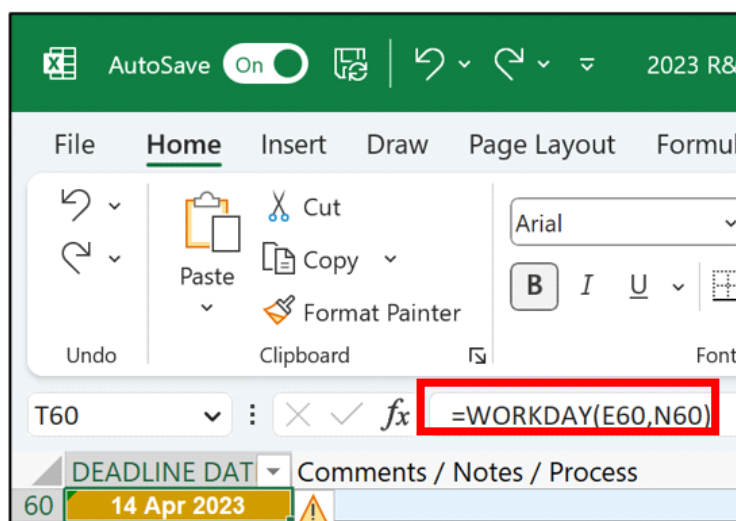 AutoSave On 2023 R&
File Home Insert Draw Page Layout Formul
Cut
Arial
Copy
Paste
B I U
Format Painter
Undo Clipboard Font
T60 fx =WORKDAY(E60,N60)
DEADLINE DAT Comments / Notes / Process
60 14 Apr 2023